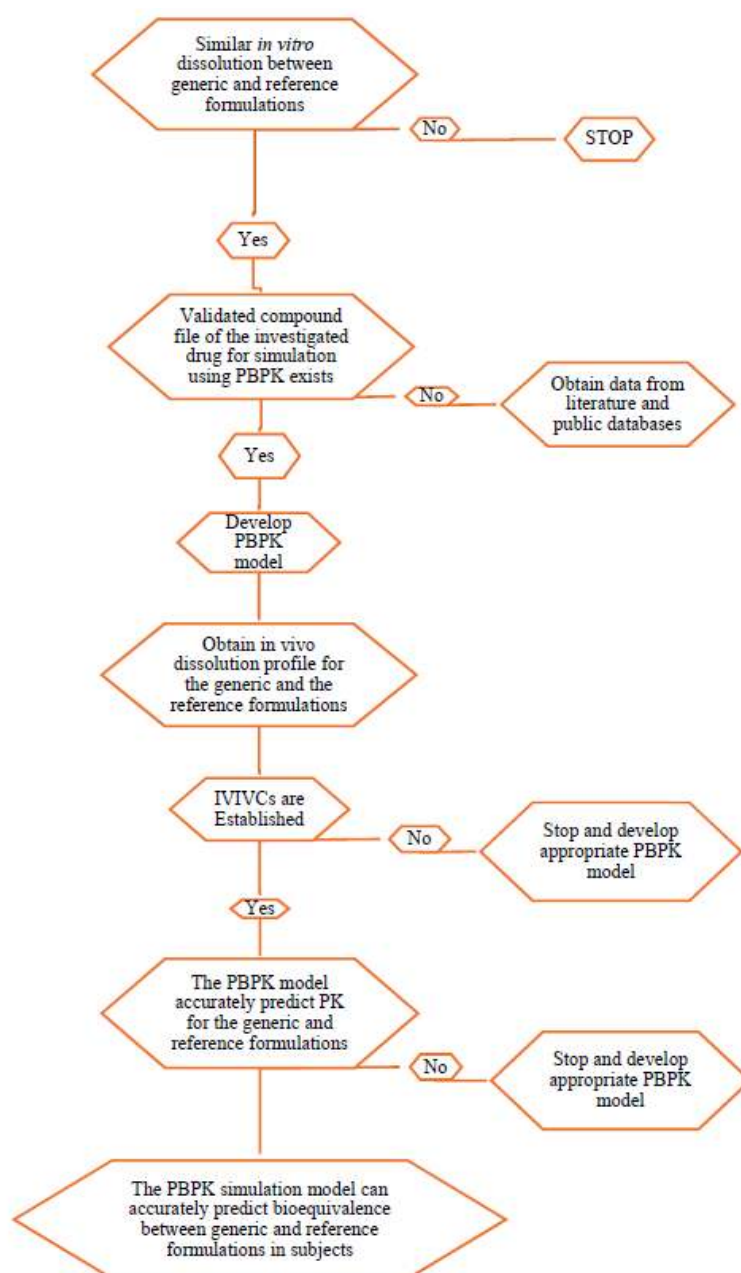 Similar in vitro
dissolution between
generic and reference
formulations
No
STOP
Yes
Validated compound
file of the investigated
drug for simulation
using PBPK exists
No
Obtain data from
literature and
public databases
Yes
Develop
PBPK
model
Obtain in vivo
dissolution profile for
the generic and the
reference formulations
IVIVCs are
Established
No
Stop and develop
appropriate PBPK
model
Yes
The PBPK model
accurately predict PK
for the generic and
reference formulations
No
Stop and develop
appropriate PBPK
model
The PBPK simulation model can
accurately predict bioequivalence
between generic and reference
formulations in subjects